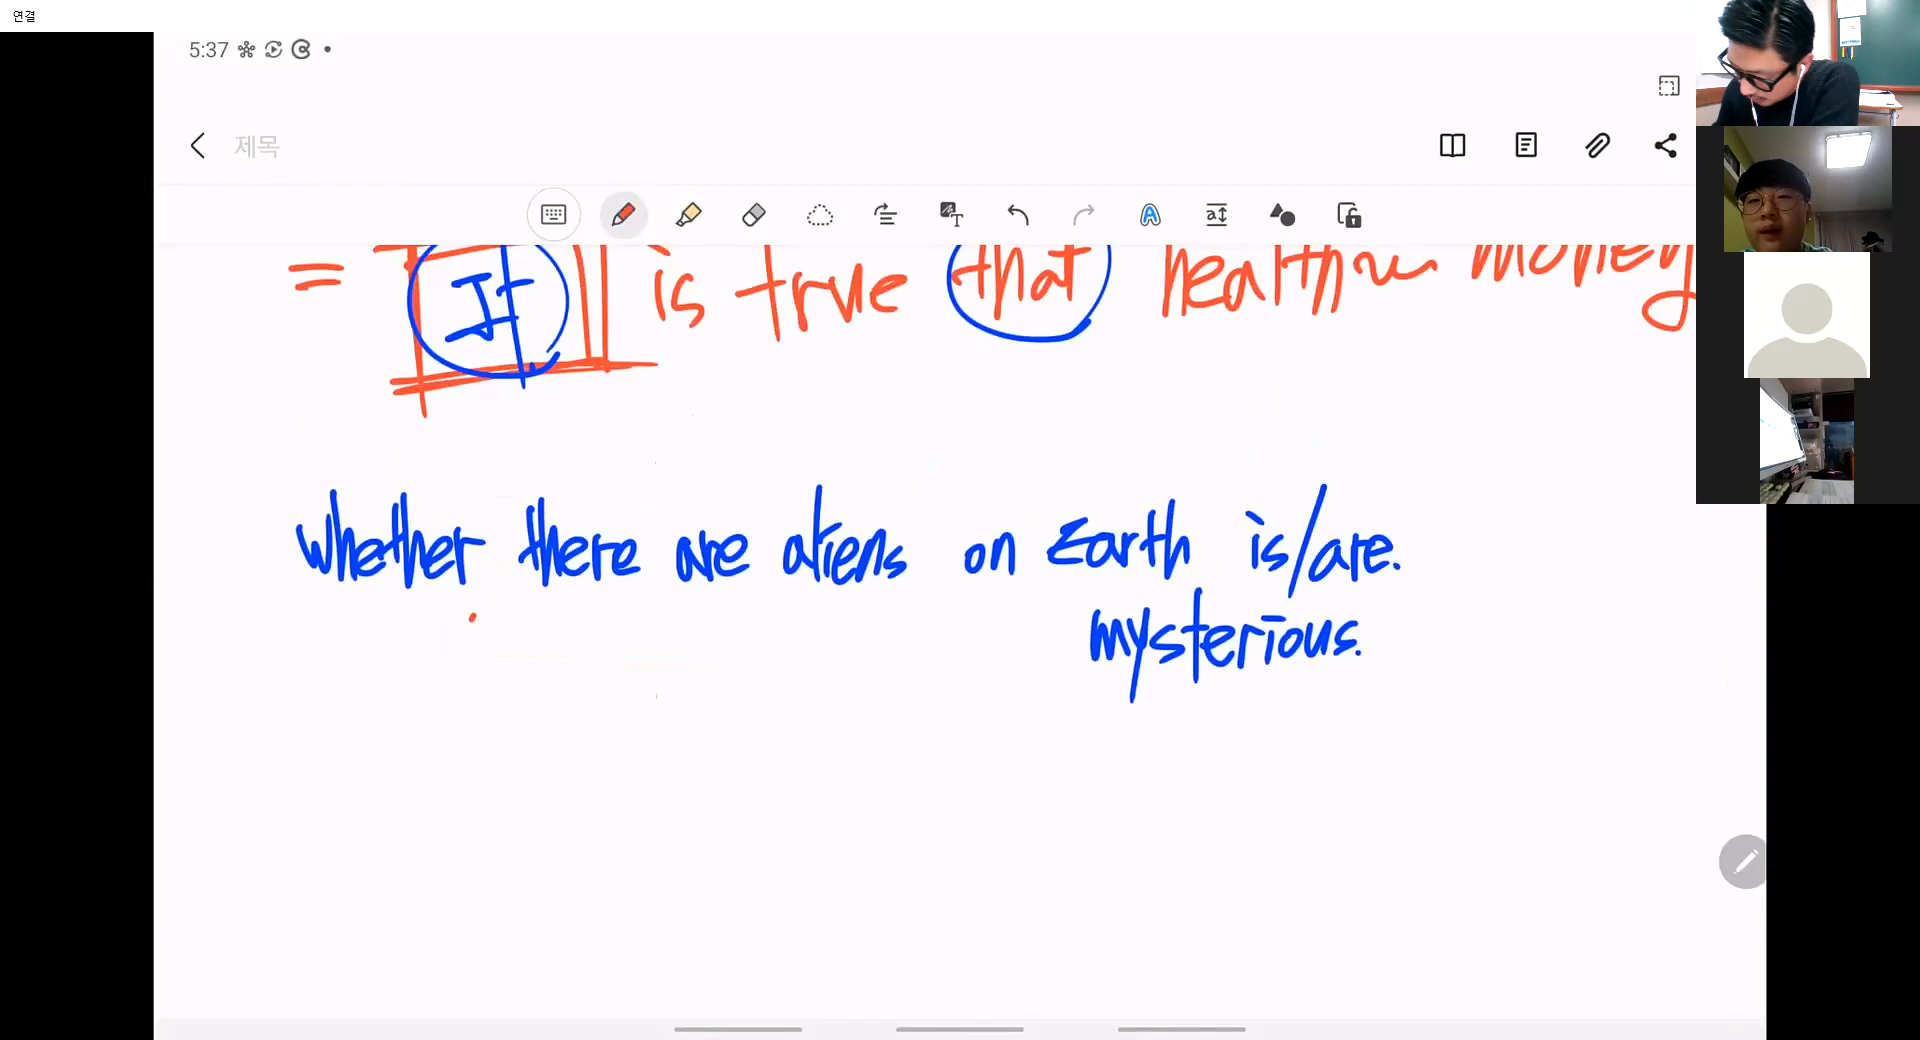 연결
5:37
제목
= It is true that money
whether there are aliens on Earth is/are.
mysterious.